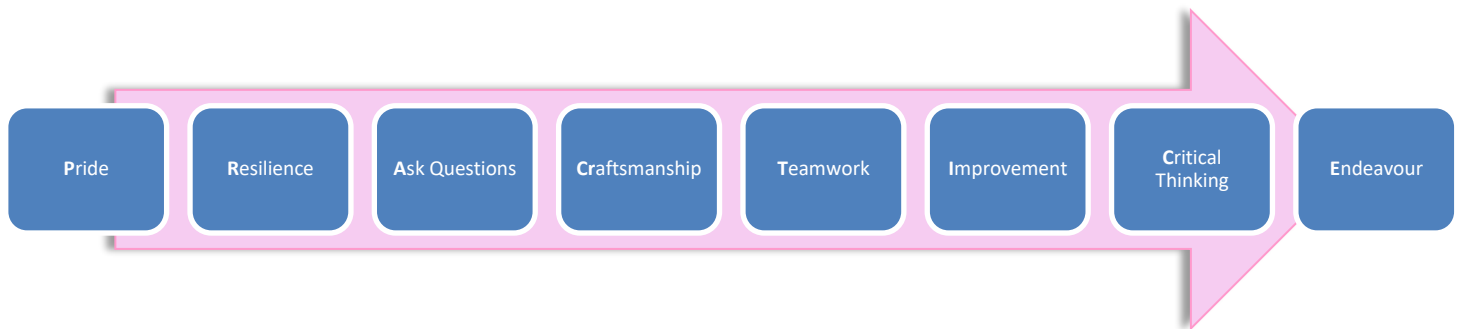 Pride
Resilience
Ask Questions
Craftsmanship
Teamwork
Improvement
Critical
Thinking
Endeavour